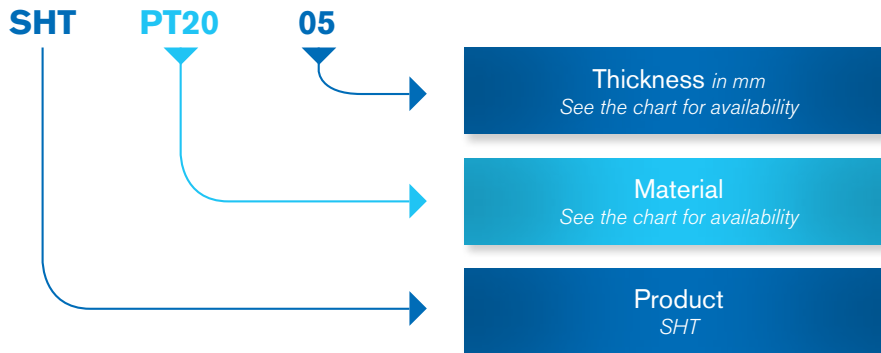 SHT PT20 05
Thickness in mm
See the chart for availability
Material
See the chart for availability
Product
SHT